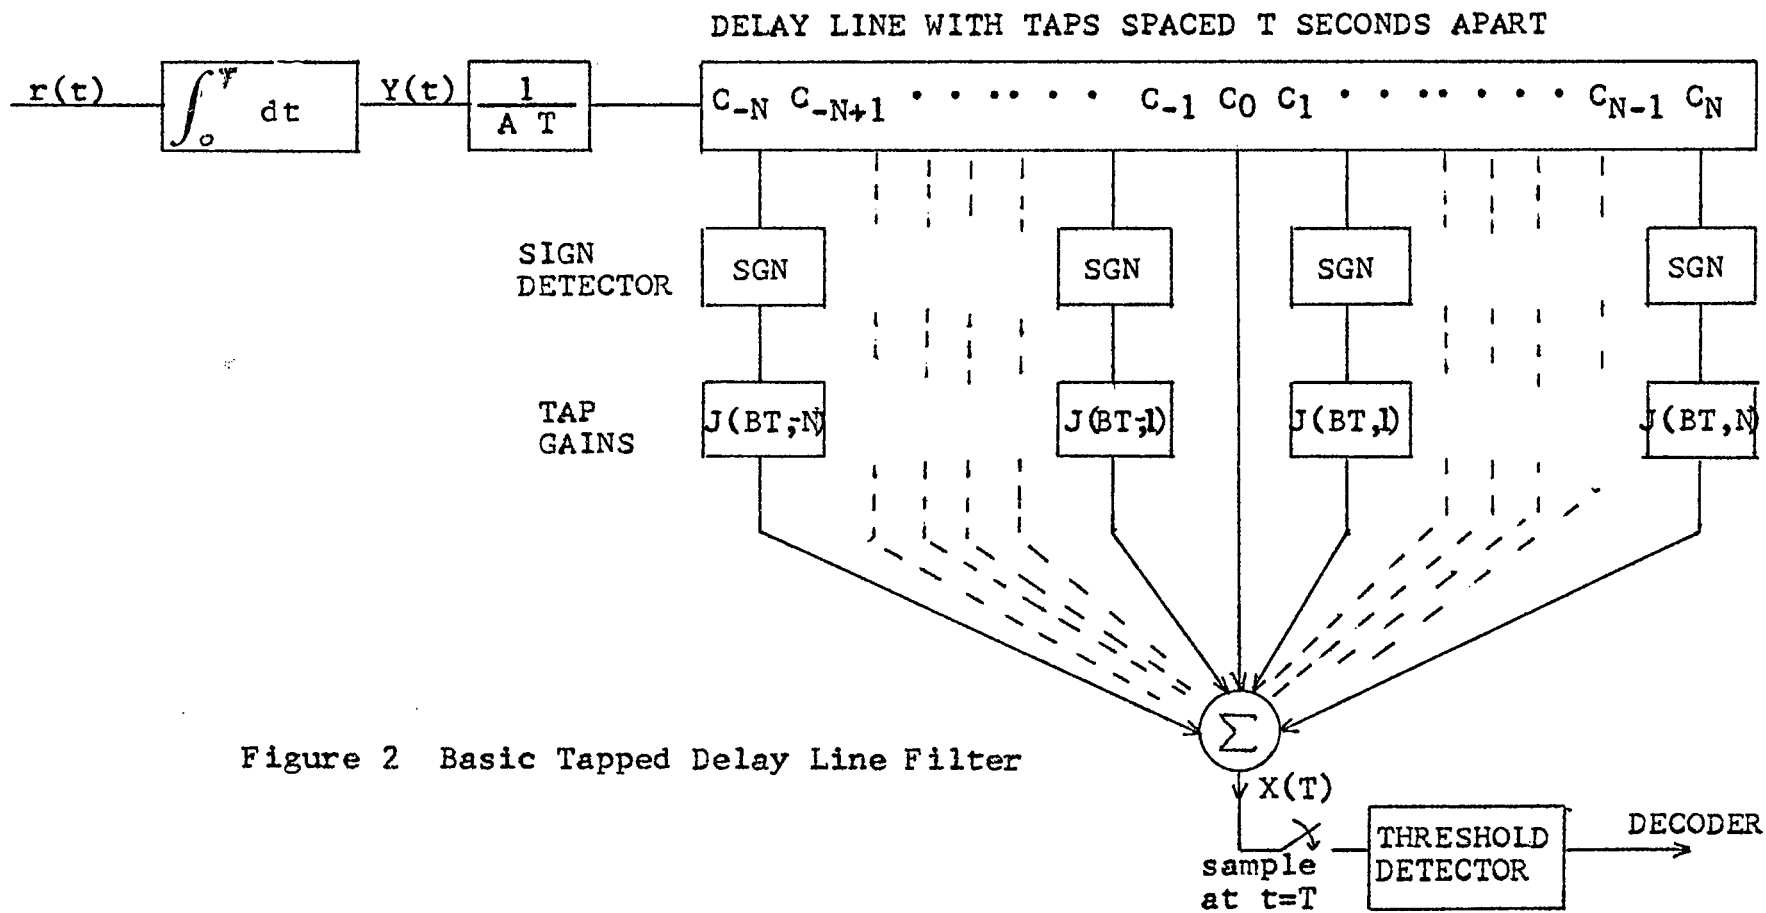 DELAY LINE WITH TAPS SPACED T SECONDS APART
r(t)
∫₀ᵀ dt
Y(t)
1
A T
C-N C-N+1 • • •• • • C-1 C0 C1 • • •• • • • CN-1 CN
SIGN
DETECTOR
SGN SGN SGN SGN
TAP
GAINS
J(BT,-N) J(BT,-1) J(BT,1) J(BT,N)
Σ
Figure 2 Basic Tapped Delay Line Filter
X(T)
sample
at t=T
THRESHOLD
DETECTOR
DECODER